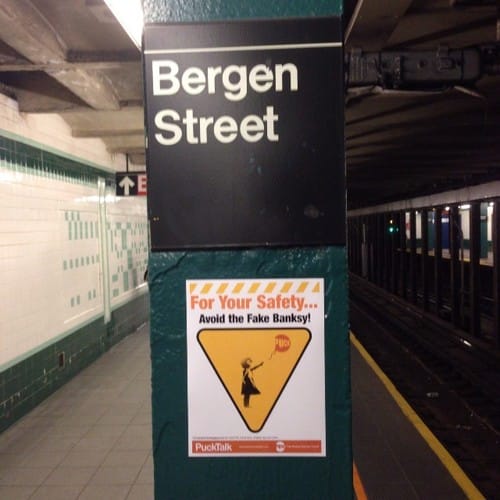 Bergen
Street
E
For Your Safety...
Avoid the Fake Banksy!
PuckTalk